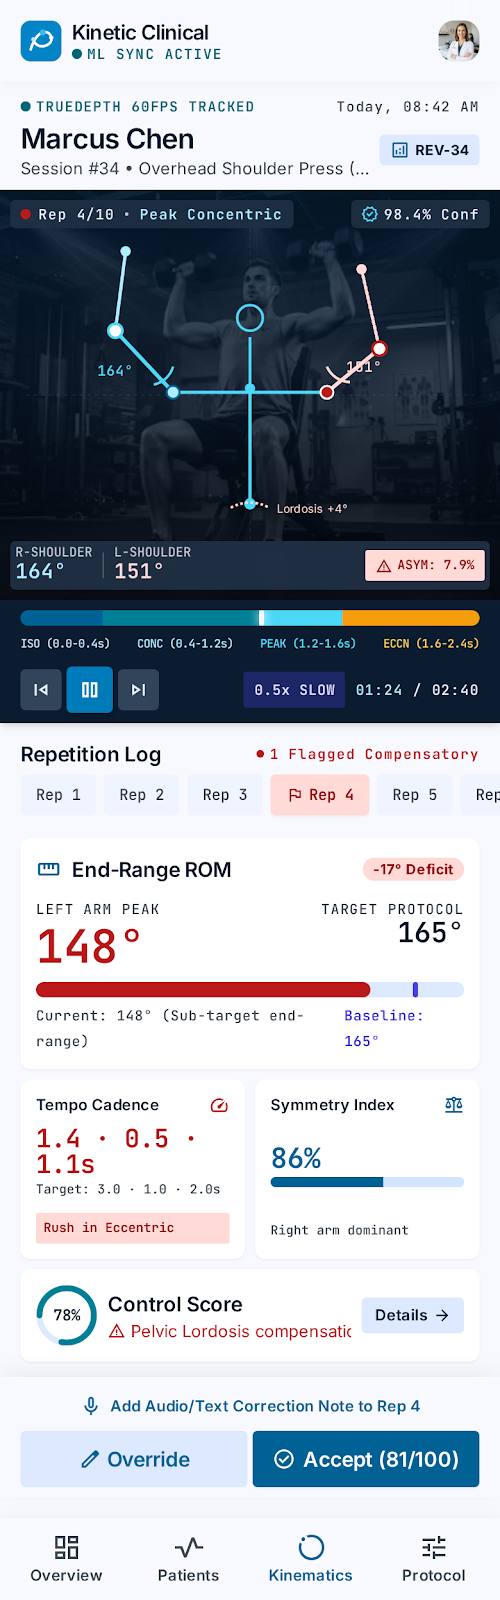 Kinetic Clinical
ML SYNC ACTIVE
TRUEDEPTH 60FPS TRACKED
Today, 08:42 AM
Marcus Chen
Session #34 • Overhead Shoulder Press (...
REV-34
Rep 4/10 · Peak Concentric
98.4% Conf
164°
151°
Lordosis +4°
R-SHOULDER
164°
L-SHOULDER
151°
ASYM: 7.9%
ISO (0.0-0.4s)
CONC (0.4-1.2s)
PEAK (1.2-1.6s)
ECCN (1.6-2.4s)
0.5x SLOW
01:24 / 02:40
Repetition Log
1 Flagged Compensatory
Rep 1
Rep 2
Rep 3
Rep 4
Rep 5
Rep
End-Range ROM
-17° Deficit
LEFT ARM PEAK
148°
TARGET PROTOCOL
165°
Current: 148° (Sub-target end-
range)
Baseline:
165°
Tempo Cadence
1.4 · 0.5 ·
1.1s
Target: 3.0 · 1.0 · 2.0s
Rush in Eccentric
Symmetry Index
86%
Right arm dominant
78%
Control Score
Pelvic Lordosis compensatic
Details →
Add Audio/Text Correction Note to Rep 4
Override
Accept (81/100)
Overview
Patients
Kinematics
Protocol